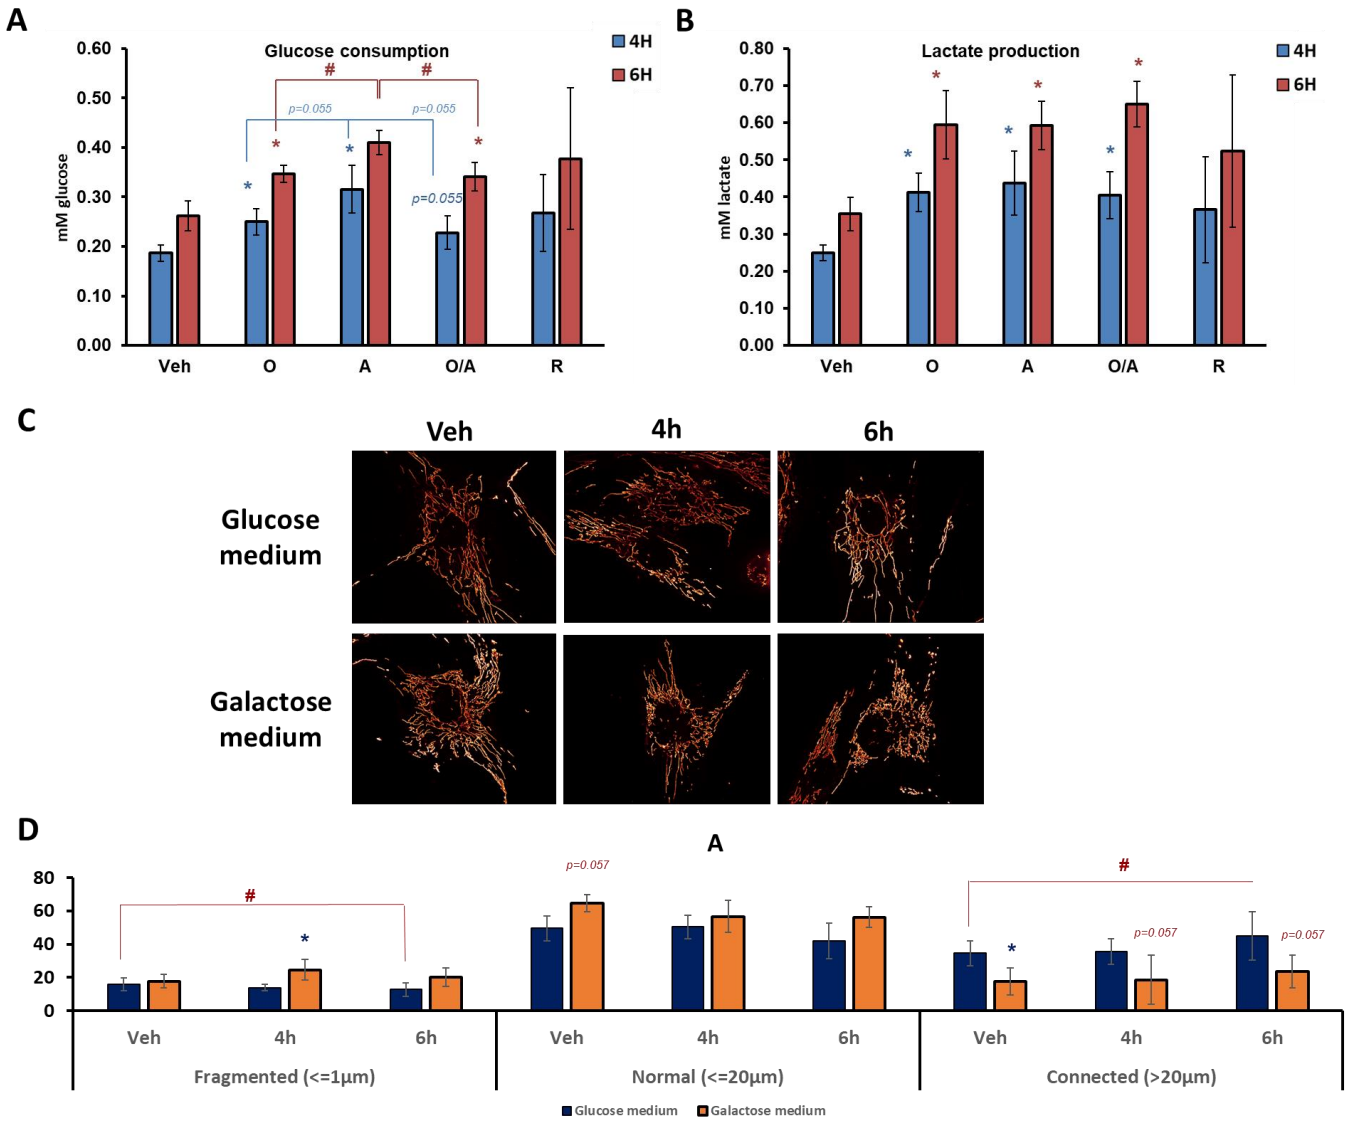 A
Glucose consumption
4H
6H
0.60
0.50
0.40
0.30
0.20
0.10
0.00
mM glucose
#
#
p=0.055
p=0.055
*
*
*
*
*
p=0.055
Veh
O
A
O/A
R
B
Lactate production
4H
6H
0.80
0.70
0.60
0.50
0.40
0.30
0.20
0.10
0.00
mM lactate
*
*
*
*
*
*
Veh
O
A
O/A
R
C
Veh
4h
6h
Glucose
medium
Galactose
medium
D
A
80
60
40
20
0
#
*
p=0.057
#
*
p=0.057
p=0.057
Veh
4h
6h
Veh
4h
6h
Veh
4h
6h
Fragmented (<=1µm)
Normal (<=20µm)
Connected (>20µm)
Glucose medium
Galactose medium